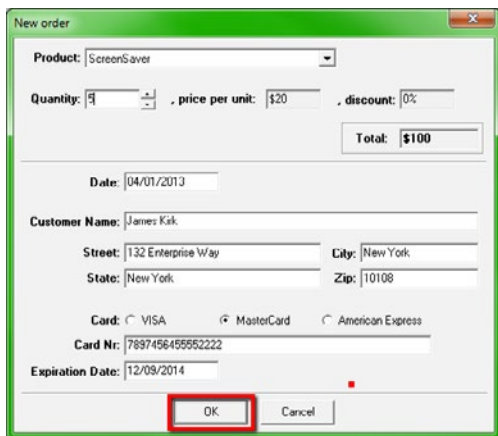 New order
Product: ScreenSaver
Quantity: 5 , price per unit: $20 , discount: 0%
Total: $100
Date: 04/01/2013
Customer Name: James Kirk
Street: 132 Enterprise Way City: New York
State: New York Zip: 10108
Card: VISA MasterCard American Express
Card Nr: 7897456455552222
Expiration Date: 12/09/2014
OK Cancel